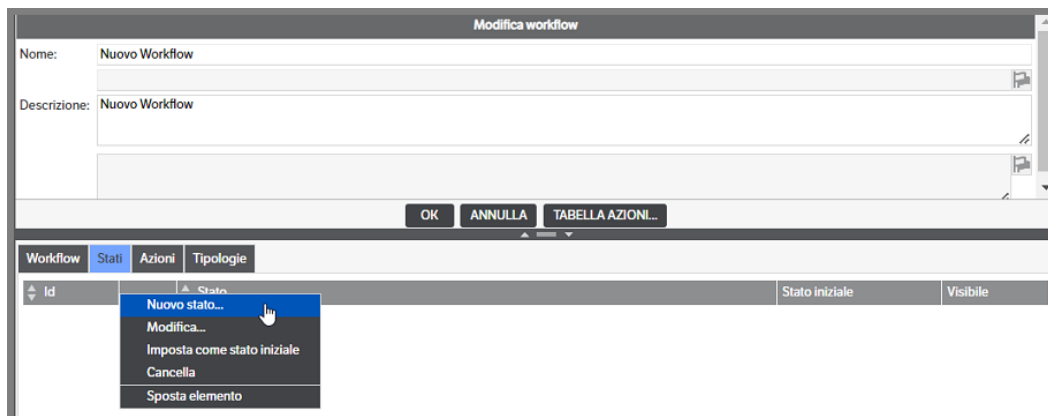 Modifica workflow
Nome: Nuovo Workflow
Descrizione: Nuovo Workflow
OK ANNULLA TABELLA AZIONI...
Workflow Stati Azioni Tipologie
Id Stato Stato iniziale Visibile
Nuovo stato...
Modifica...
Imposta come stato iniziale
Cancella
Sposta elemento